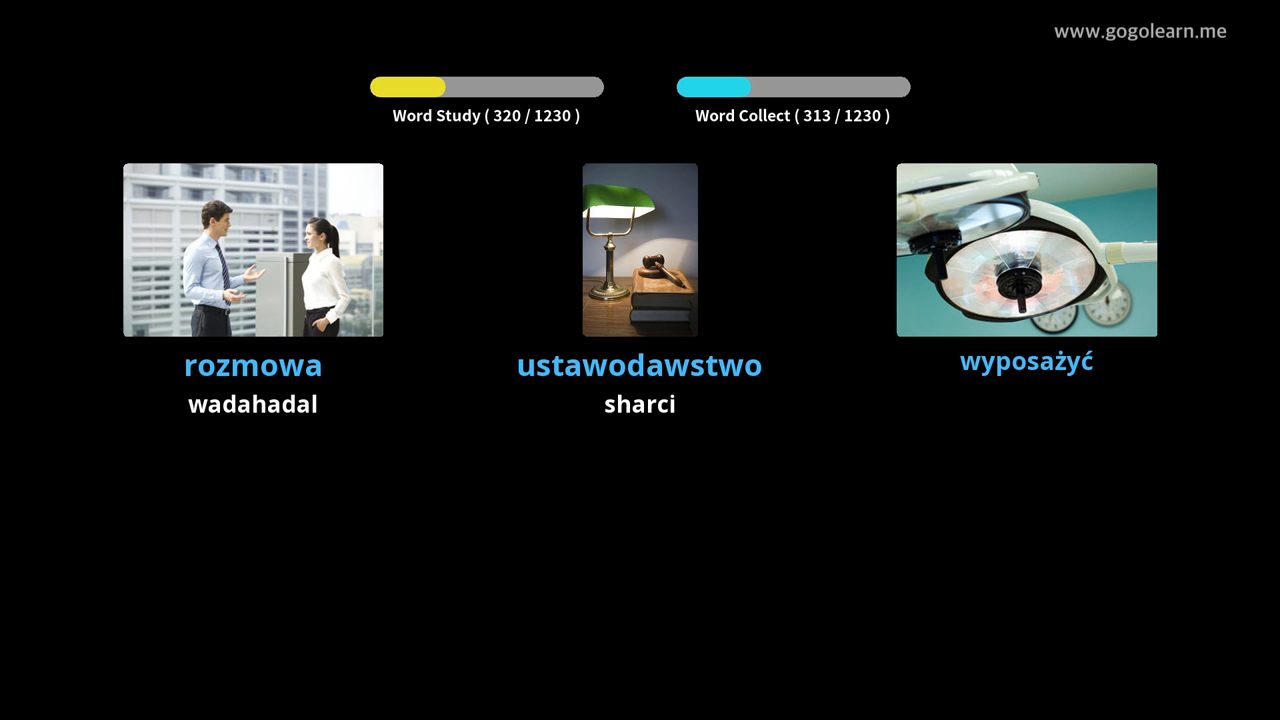 www.gogolearn.me
Word Study ( 320 / 1230 )
Word Collect ( 313 / 1230 )
rozmowa
wadahadal
ustawodawstwo
sharci
wyposażyć